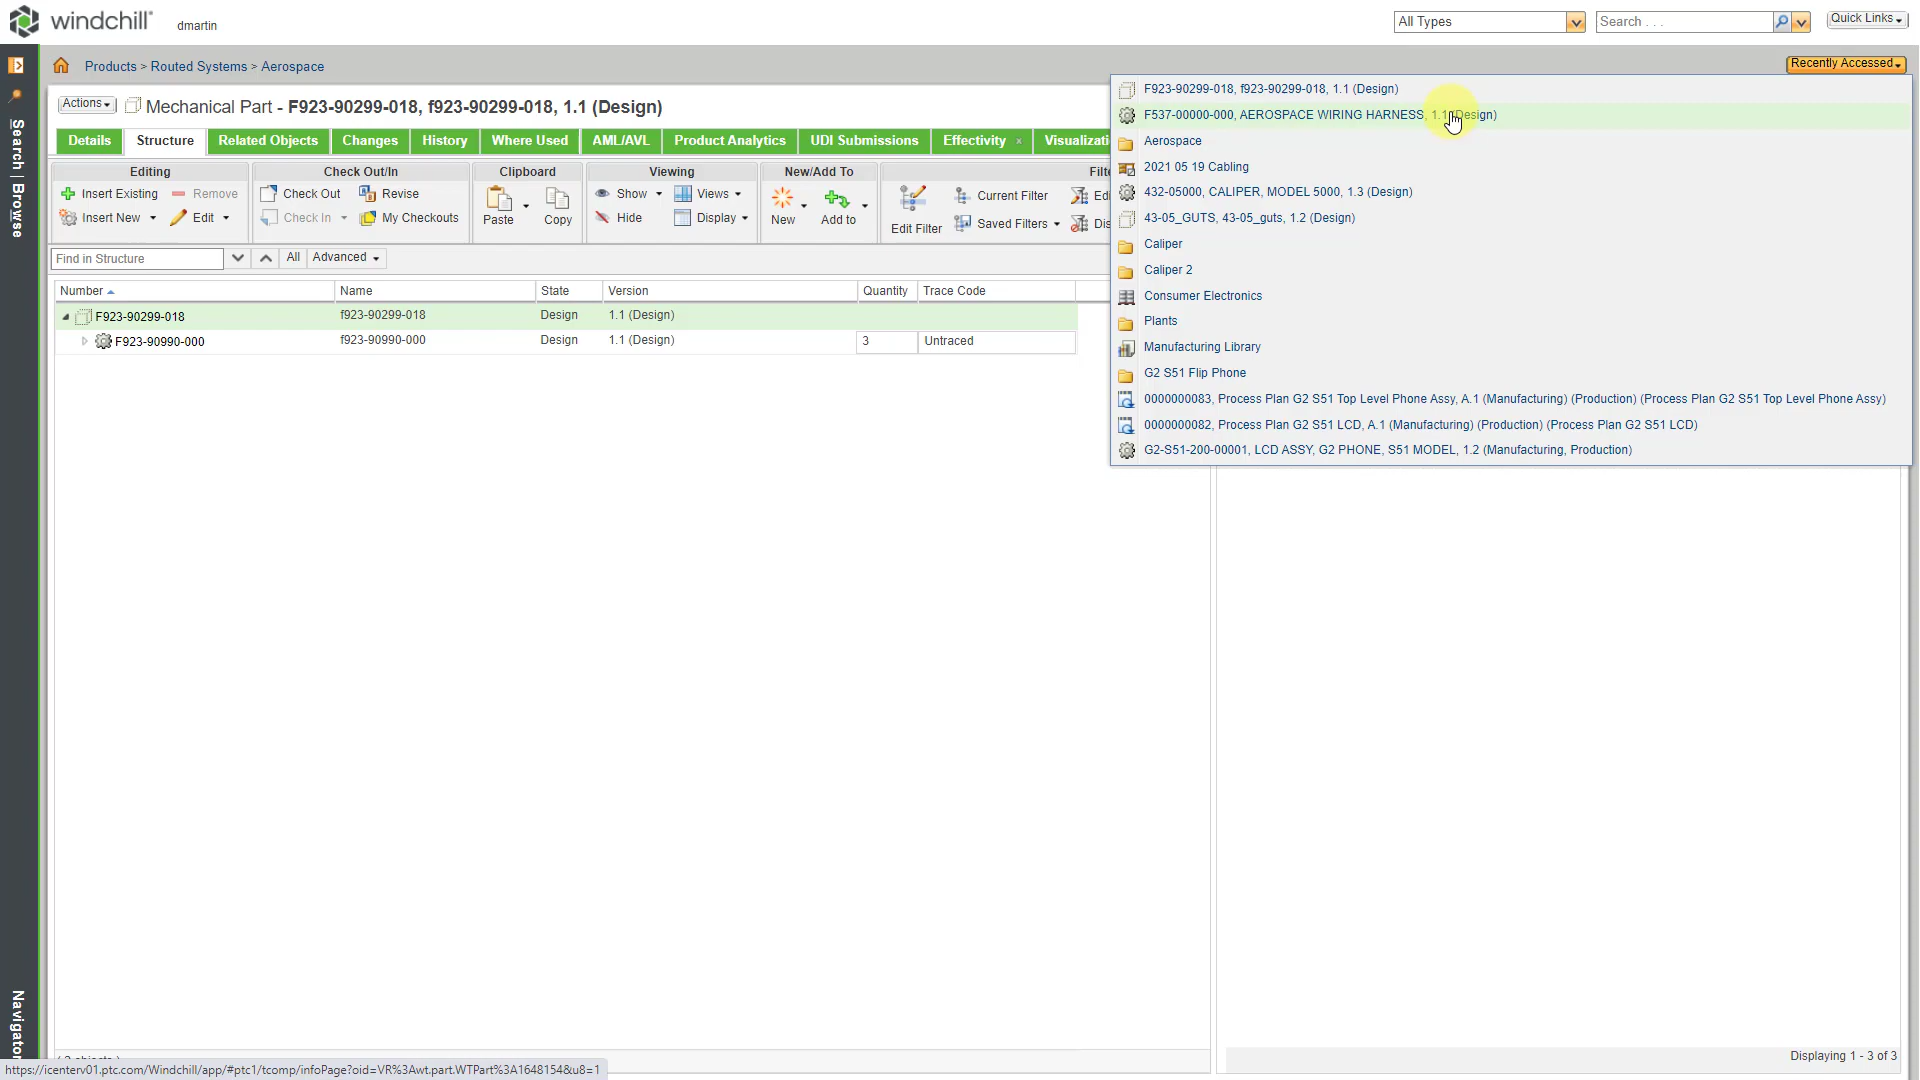 windchill
dmartin
All Types
Search . . .
Quick Links
Products > Routed Systems > Aerospace
Recently Accessed
Actions
Mechanical Part - F923-90299-018, f923-90299-018, 1.1 (Design)
Details
Structure
Related Objects
Changes
History
Where Used
AML/AVL
Product Analytics
UDI Submissions
Effectivity
Editing
Check Out/In
Clipboard
Viewing
New/Add To
Insert Existing
Remove
Insert New
Edit
Check Out
Revise
Check In
My Checkouts
Paste
Copy
Show
Views
Hide
Display
New
Add to
Edit Filter
Current Filter
Saved Filters
Find in Structure
All
Advanced
Number
Name
State
Version
Quantity
Trace Code
F923-90299-018
f923-90299-018
Design
1.1 (Design)
F923-90990-000
f923-90990-000
Design
1.1 (Design)
3
Untraced
F923-90299-018, f923-90299-018, 1.1 (Design)
F537-00000-000, AEROSPACE WIRING HARNESS, 1.1 (Design)
Aerospace
2021 05 19 Cabling
432-05000, CALIPER, MODEL 5000, 1.3 (Design)
43-05_GUTS, 43-05_guts, 1.2 (Design)
Caliper
Caliper 2
Consumer Electronics
Plants
Manufacturing Library
G2 S51 Flip Phone
0000000083, Process Plan G2 S51 Top Level Phone Assy, A.1 (Manufacturing) (Production) (Process Plan G2 S51 Top Level Phone Assy)
0000000082, Process Plan G2 S51 LCD, A.1 (Manufacturing) (Production) (Process Plan G2 S51 LCD)
G2-S51-200-00001, LCD ASSY, G2 PHONE, S51 MODEL, 1.2 (Manufacturing, Production)
Search | Browse
Navigator
Displaying 1 - 3 of 3
https://icenterv01.ptc.com/Windchill/app/#ptc1/tcomp/infoPage?oid=VR%3Awt.part.WTPart%3A1648154&u8=1